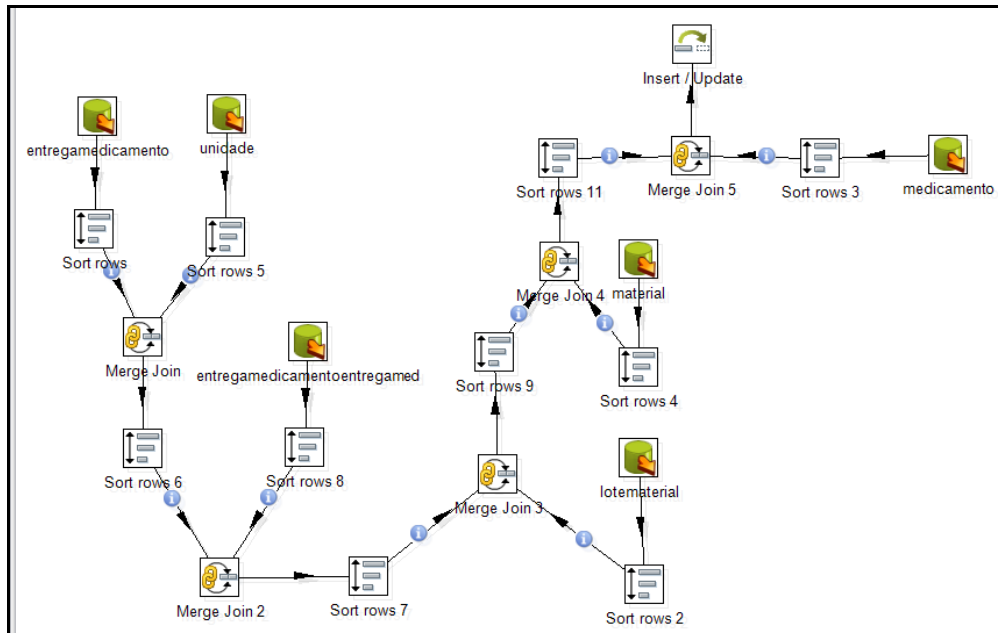 Insert / Update
entregamedicamento
unidade
Sort rows 11
Merge Join 5
Sort rows 3
medicamento
Sort rows
Sort rows 5
Merge Join 4
material
Merge Join
entregamedicamentoentregamed
Sort rows 9
Sort rows 4
Sort rows 6
Sort rows 8
Merge Join 3
lotematerial
Merge Join 2
Sort rows 7
Sort rows 2